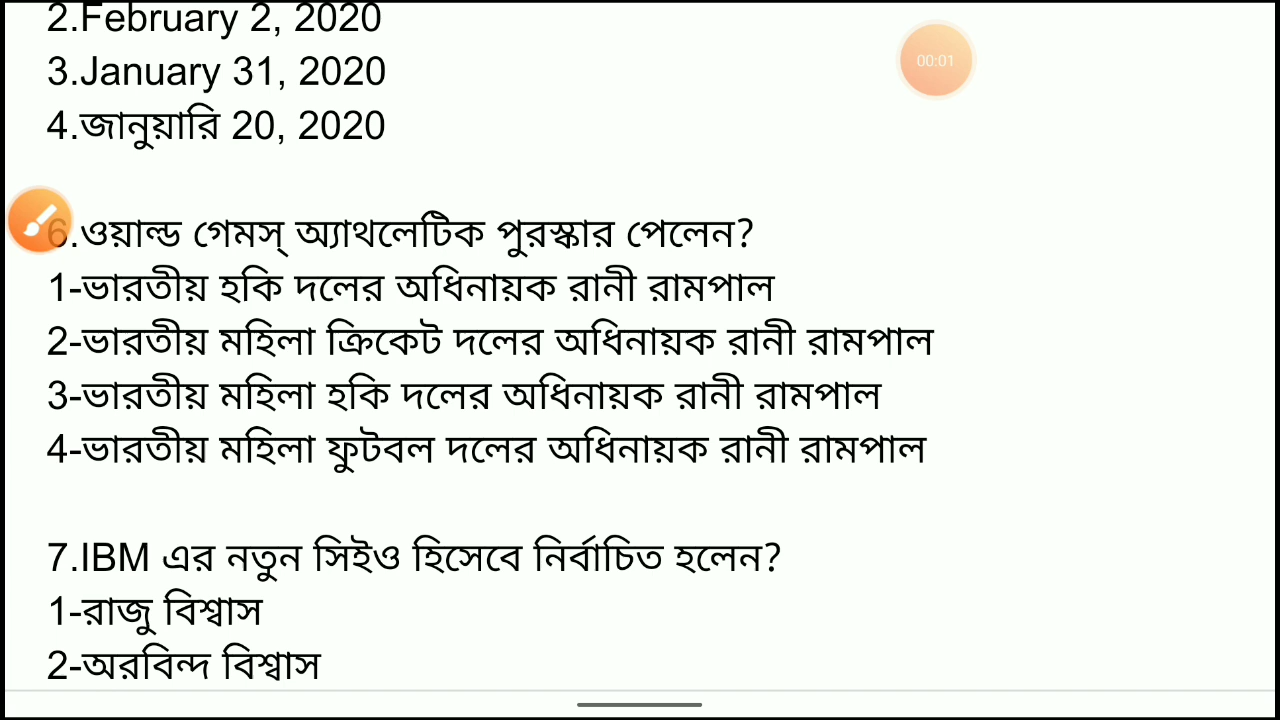 2.February 2, 2020
00:01
3.January 31, 2020
4.জানুয়ারি 20, 2020
6.ওয়াল্ড গেমস্ অ্যাথলেটিক পুরস্কার পেলেন?
1-ভারতীয় হকি দলের অধিনায়ক রানী রামপাল
2-ভারতীয় মহিলা ক্রিকেট দলের অধিনায়ক রানী রামপাল
3-ভারতীয় মহিলা হকি দলের অধিনায়ক রানী রামপাল
4-ভারতীয় মহিলা ফুটবল দলের অধিনায়ক রানী রামপাল
7.IBM এর নতুন সিইও হিসেবে নির্বাচিত হলেন?
1-রাজু বিশ্বাস
2-অরবিন্দ বিশ্বাস